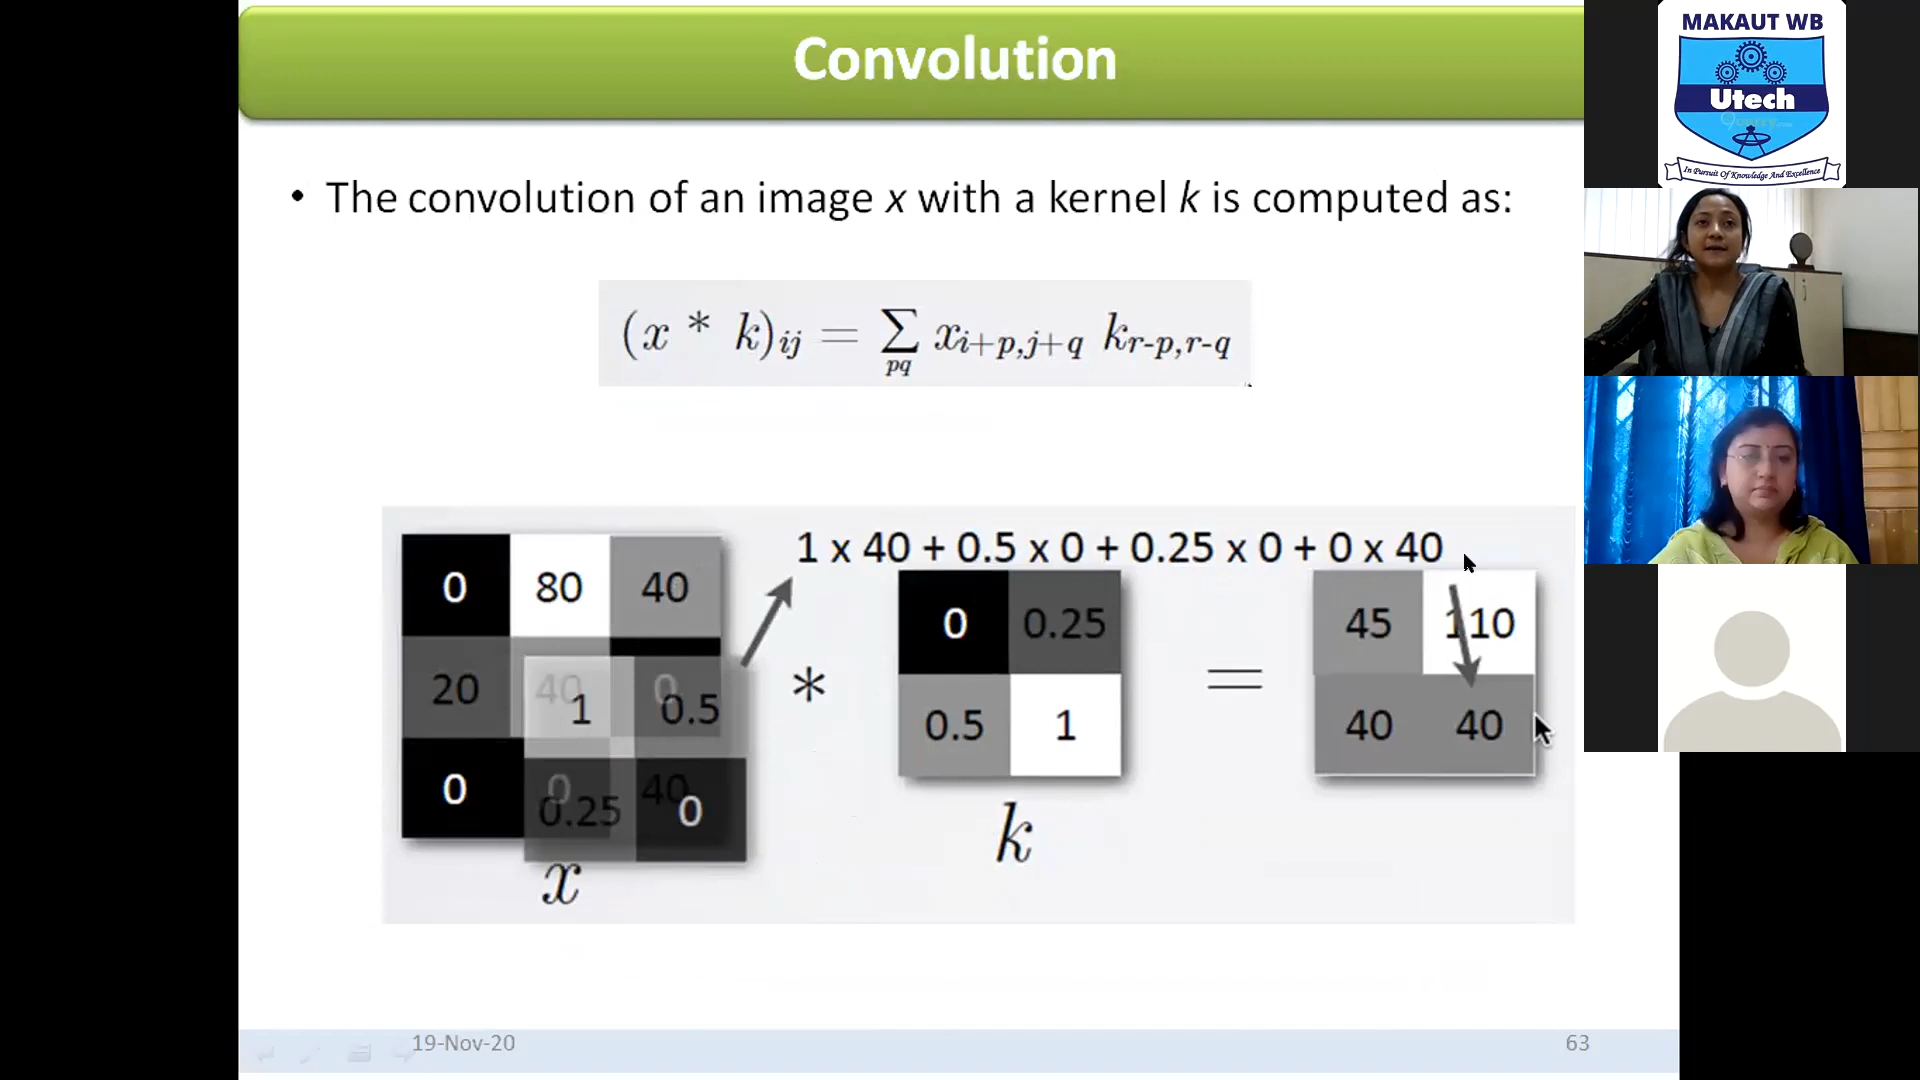 Convolution
• The convolution of an image x with a kernel k is computed as:
(x * k)ij = ∑pq xi+p,j+q kr-p,r-q
1 x 40 + 0.5 x 0 + 0.25 x 0 + 0 x 40
0 80 40
20 40 0
1 0.5
0 0 40
0.25 0
x
*
0 0.25
0.5 1
k
=
45 110
40 40
19-Nov-20
63
MAKAUT WB
Utech
In Pursuit Of Knowledge And Excellence